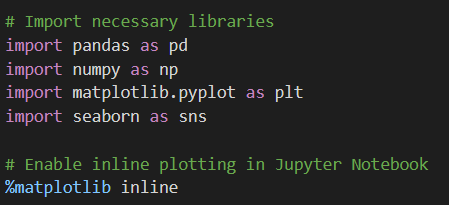 # Import necessary libraries
import pandas as pd
import numpy as np
import matplotlib.pyplot as plt
import seaborn as sns
# Enable inline plotting in Jupyter Notebook
%matplotlib inline